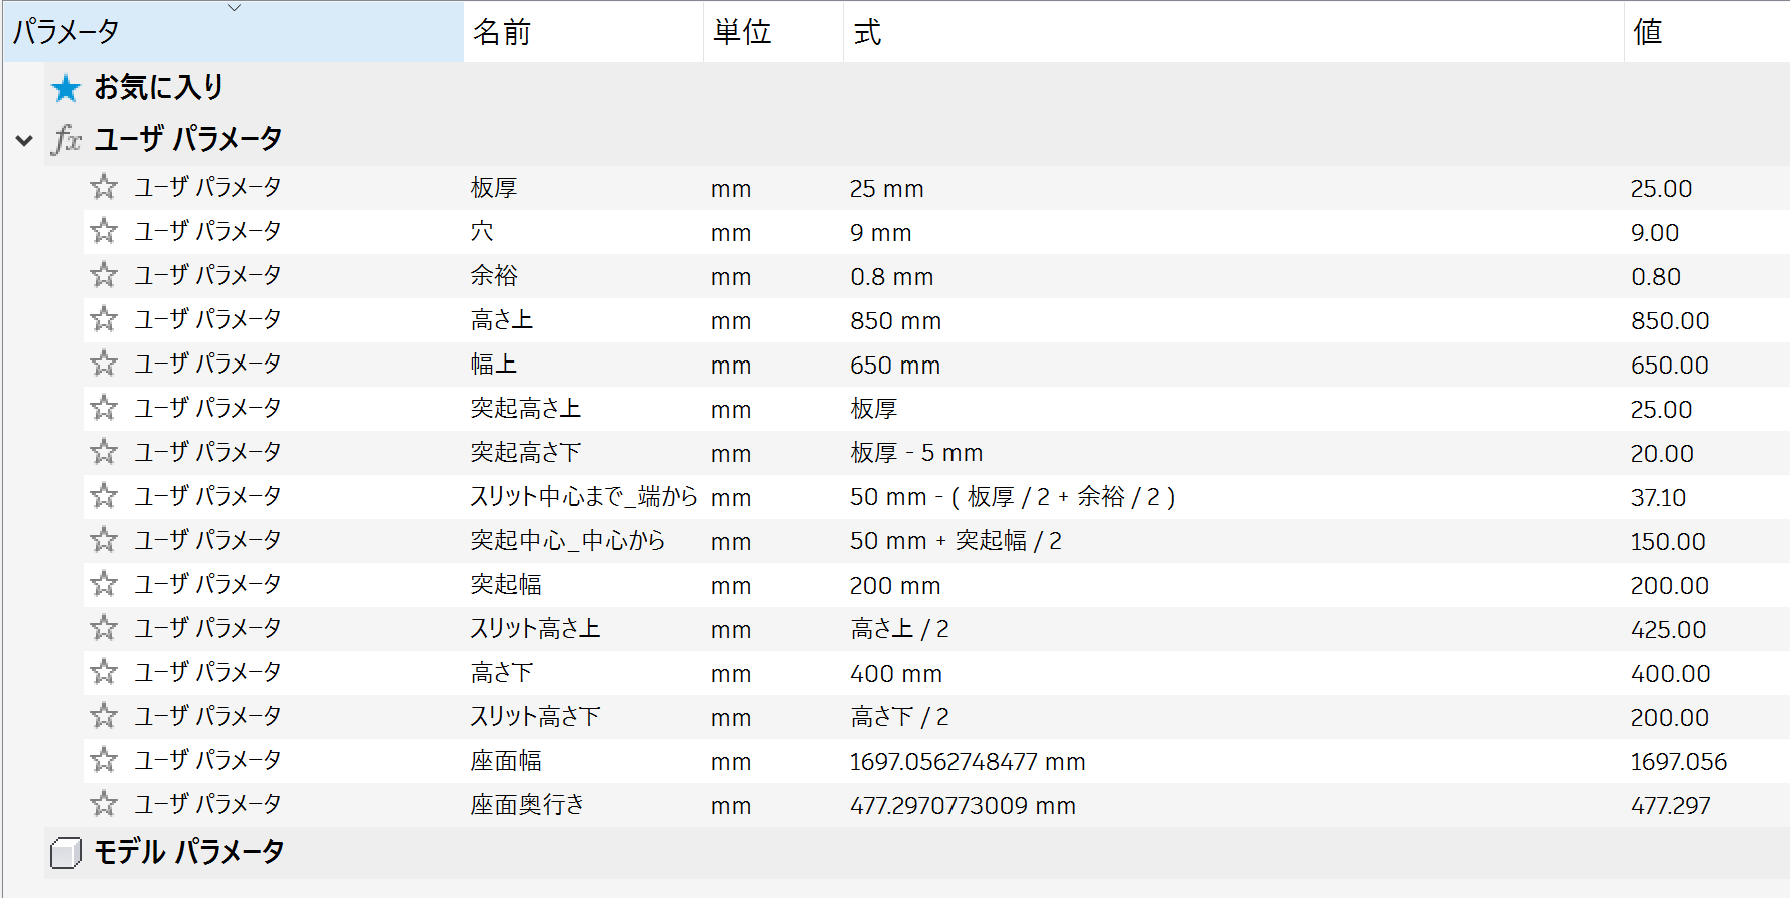 パラメータ 名前 単位 式 値
お気に入り
fx ユーザ パラメータ
ユーザ パラメータ 板厚 mm 25 mm 25.00
ユーザ パラメータ 穴 mm 9 mm 9.00
ユーザ パラメータ 余裕 mm 0.8 mm 0.80
ユーザ パラメータ 高さ上 mm 850 mm 850.00
ユーザ パラメータ 幅上 mm 650 mm 650.00
ユーザ パラメータ 突起高さ上 mm 板厚 25.00
ユーザ パラメータ 突起高さ下 mm 板厚 - 5 mm 20.00
ユーザ パラメータ スリット中心まで_端から mm 50 mm - ( 板厚 / 2 + 余裕 / 2 ) 37.10
ユーザ パラメータ 突起中心_中心から mm 50 mm + 突起幅 / 2 150.00
ユーザ パラメータ 突起幅 mm 200 mm 200.00
ユーザ パラメータ スリット高さ上 mm 高さ上 / 2 425.00
ユーザ パラメータ 高さ下 mm 400 mm 400.00
ユーザ パラメータ スリット高さ下 mm 高さ下 / 2 200.00
ユーザ パラメータ 座面幅 mm 1697.0562748477 mm 1697.056
ユーザ パラメータ 座面奥行き mm 477.2970773009 mm 477.297
モデル パラメータ